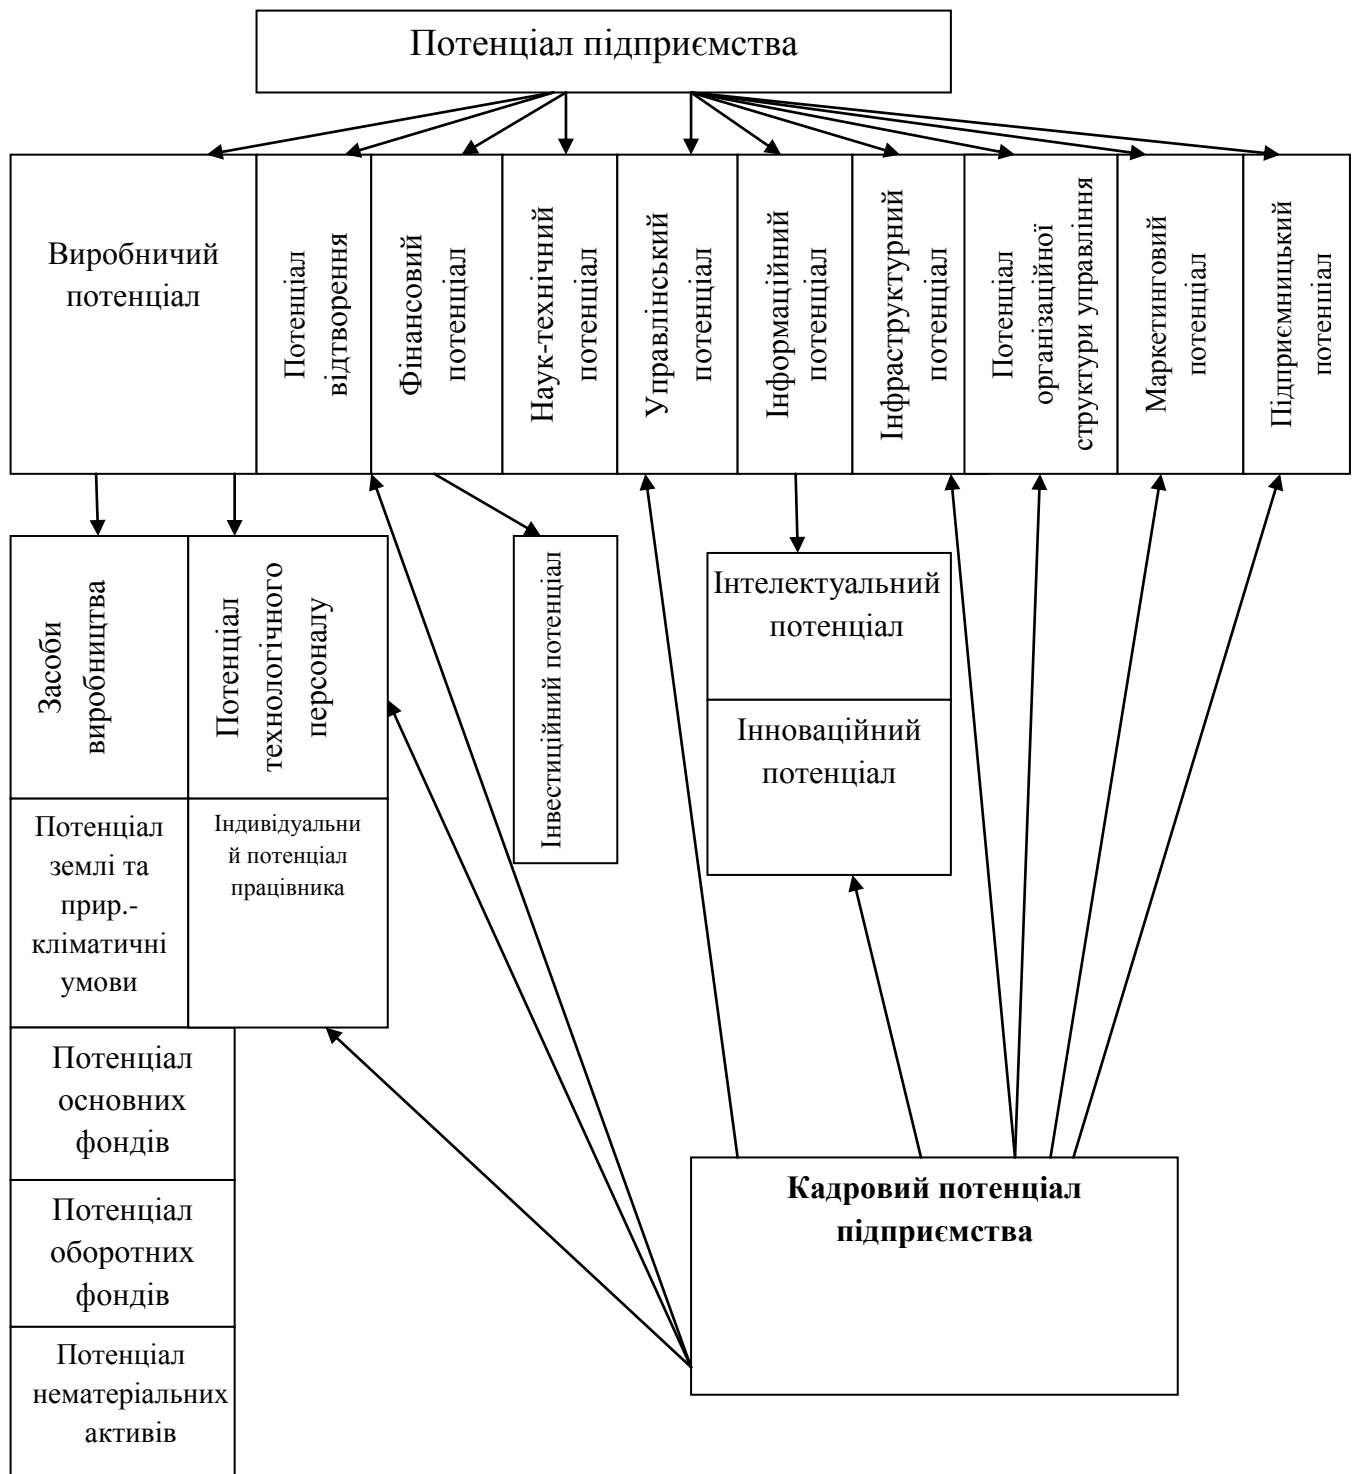 Потенціал підприємства
Виробничий
потенціал
Потенціал
відтворення
Фінансовий
потенціал
Наук-технічний
потенціал
Управлінський
потенціал
Інформаційний
потенціал
Інфраструктурний
потенціал
Потенціал
організаційної
структури управління
Маркетинговий
потенціал
Підприємницький
потенціал
Засоби
виробництва
Потенціал
технологічного
персоналу
Інвестиційний потенціал
Інтелектуальний
потенціал
Інноваційний
потенціал
Потенціал
землі та
прир.-
кліматичні
умови
Індивідуальни
й потенціал
працівника
Потенціал
основних
фондів
Потенціал
оборотних
фондів
Потенціал
нематеріальних
активів
Кадровий потенціал
підприємства